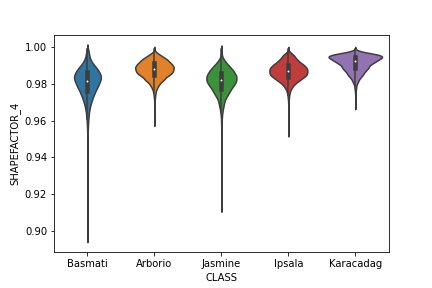 1.00
0.98
0.96
0.94
0.92
0.90
SHAPEFACTOR_4
Basmati Arborio Jasmine Ipsala Karacadag
CLASS